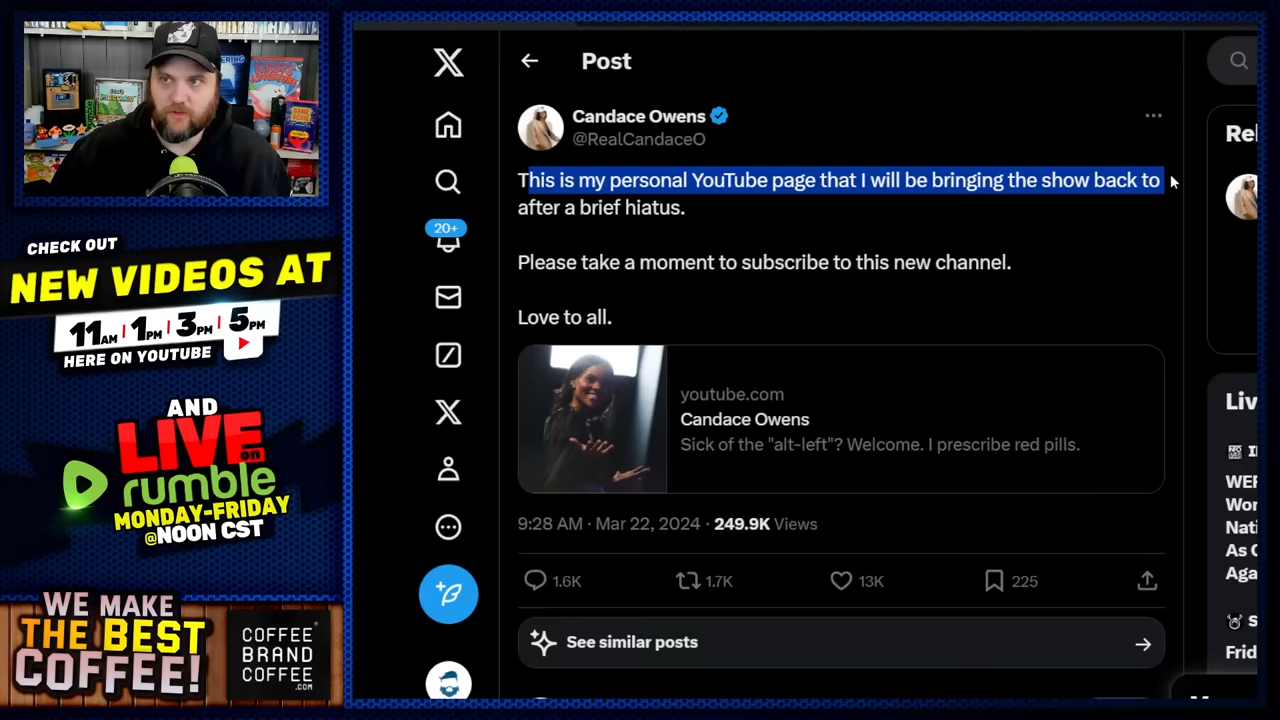 CHECK OUT
NEW VIDEOS AT
11AM | 1PM | 3PM | 5PM
HERE ON YOUTUBE
AND
LIVE on
rumble
MONDAY-FRIDAY
@NOON CST
WE MAKE
THE BEST
COFFEE!
COFFEE
BRAND
COFFEE
.COM
Post
Candace Owens
@RealCandaceO
This is my personal YouTube page that I will be bringing the show back to
after a brief hiatus.
Please take a moment to subscribe to this new channel.
Love to all.
youtube.com
Candace Owens
Sick of the "alt-left"? Welcome. I prescribe red pills.
9:28 AM · Mar 22, 2024 · 249.9K Views
1.6K 1.7K 13K 225
See similar posts
20+
Rel
Liv
WEF
Wor
Nati
As C
Aga
Frid